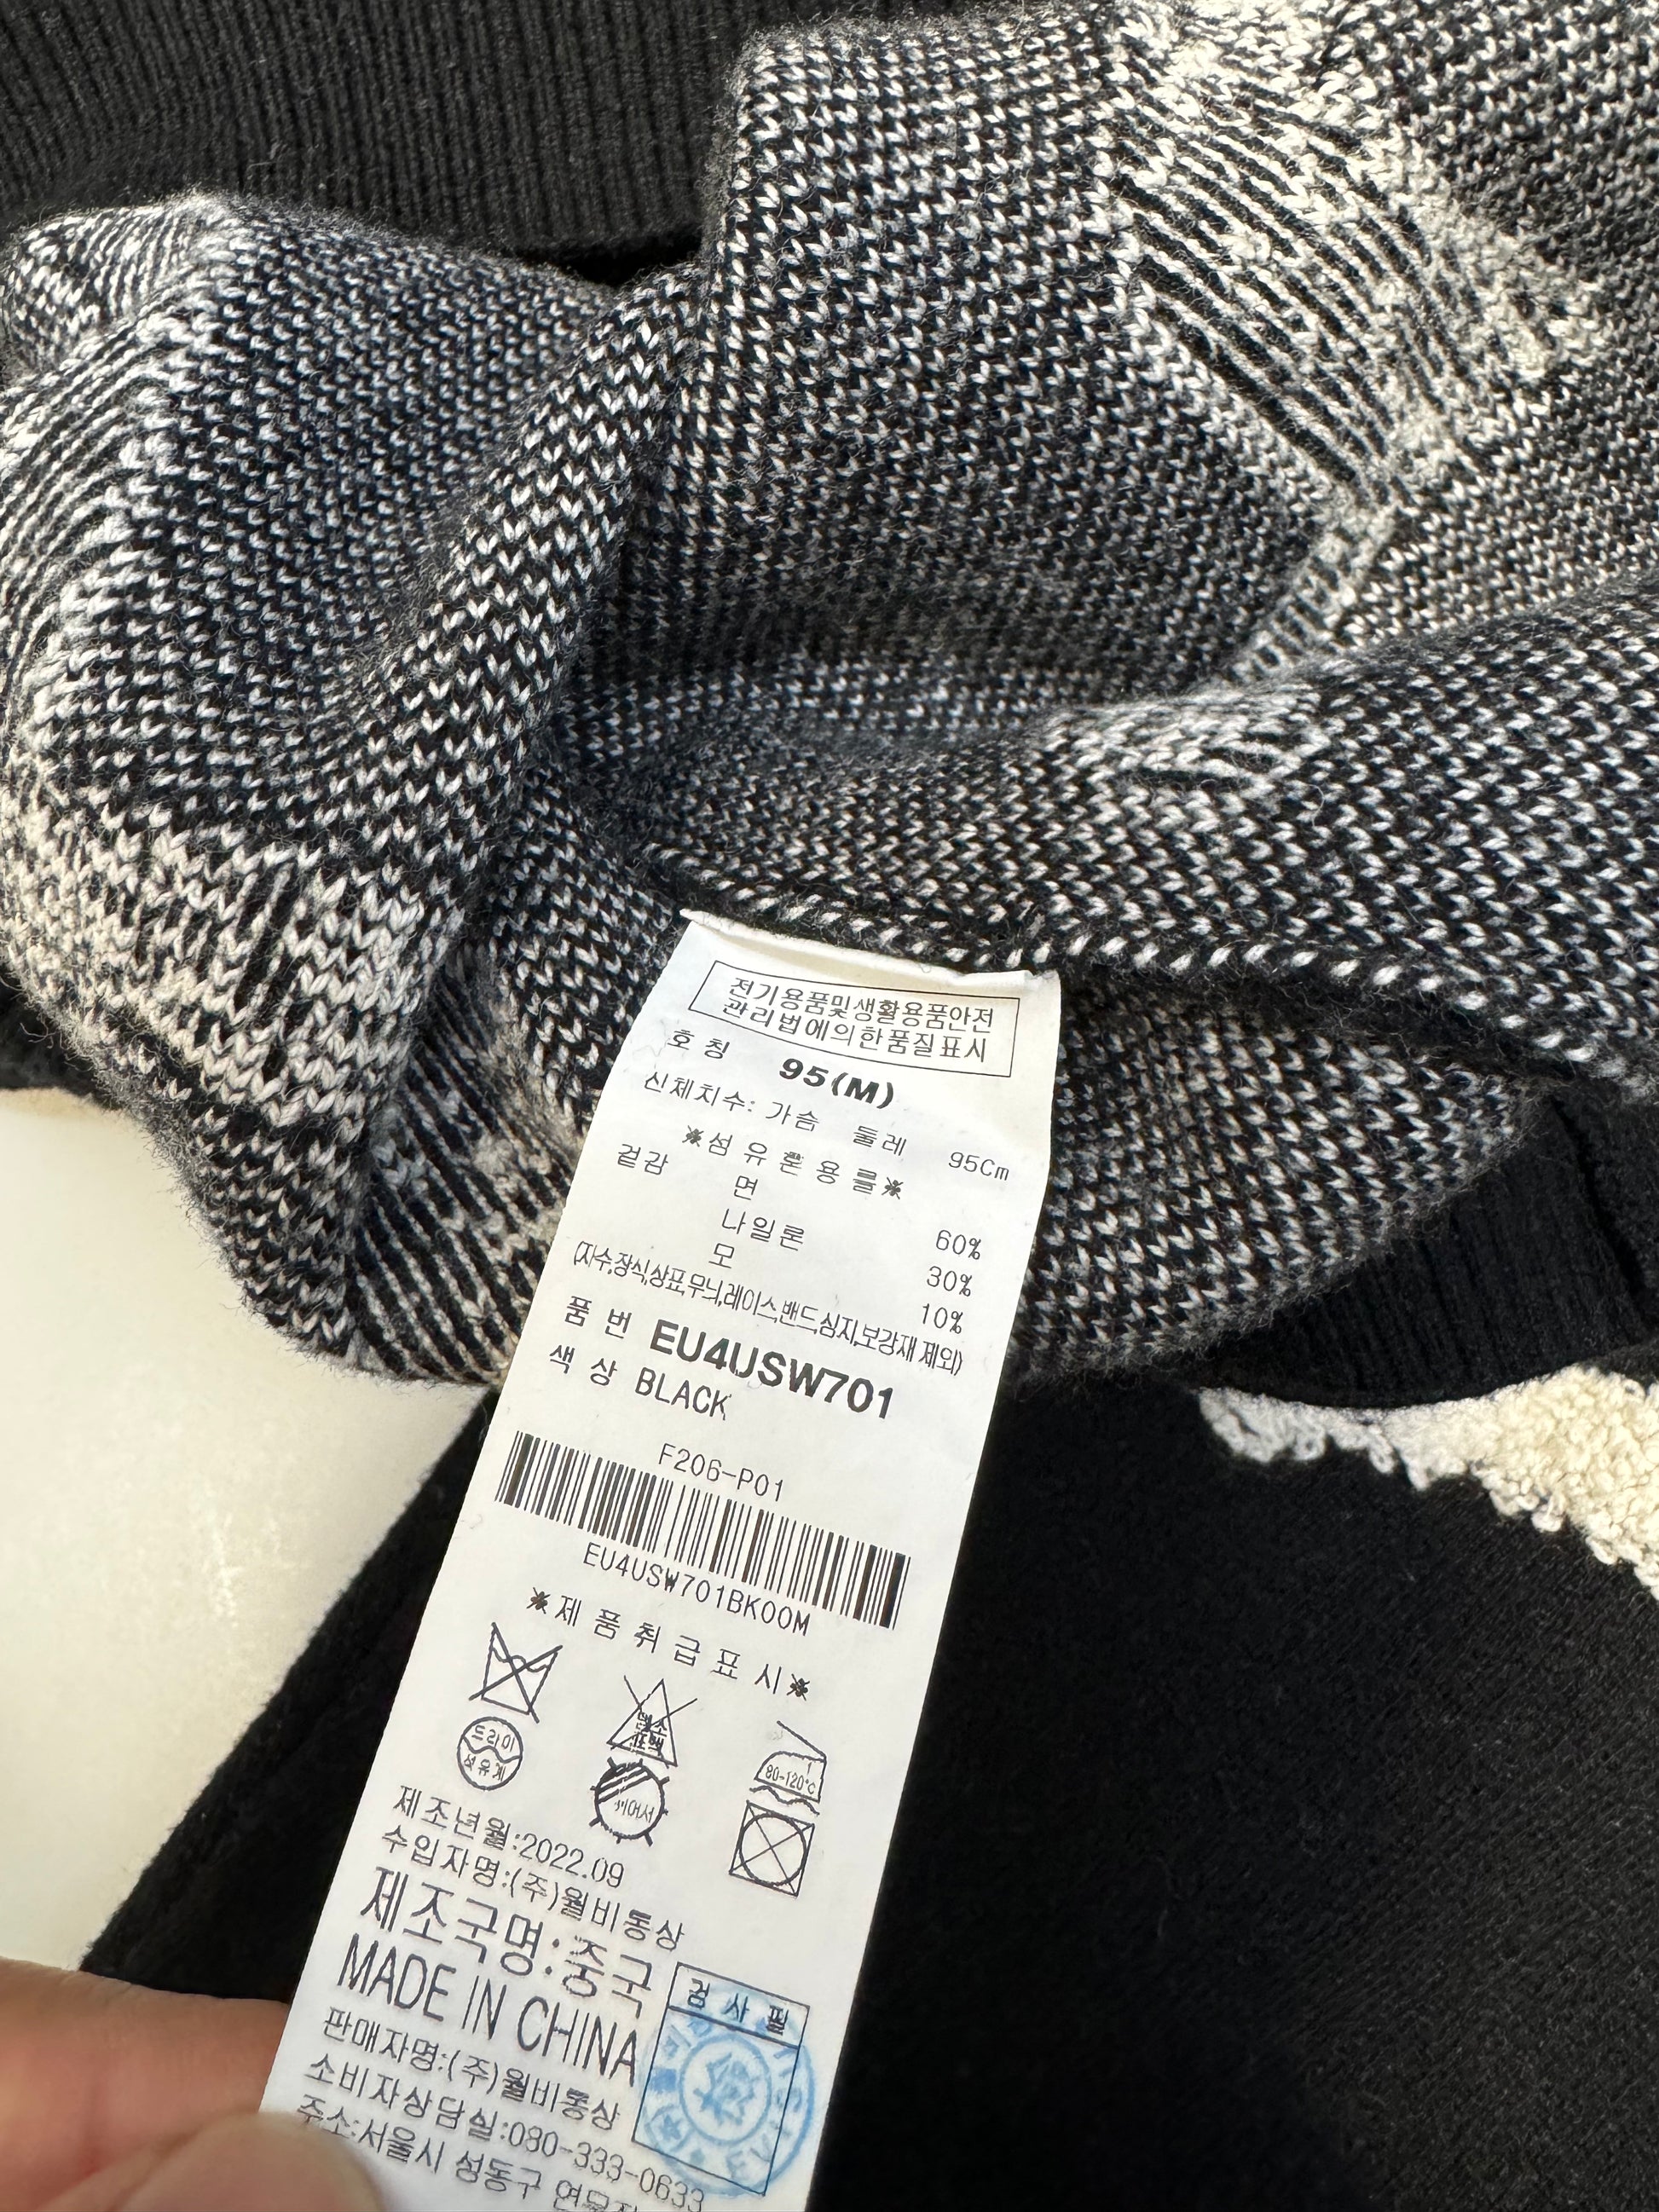 전기용품및생활용품안전
관리법에의한품질표시
호칭 95(M)
신체치수: 가슴 둘레 95Cm
※섬유혼용률※
겉감 면 60%
나일론 30%
모 10%
(자수,장식,상표,무늬,레이스,밴드,심지,보강재 제외)
품번 EU4USW701
색상 BLACK
F206-P01
EU4USW701BK00M
※제품취급표시※
염소
표백
80-120℃
드라이
석유계
뉘어서
제조년월:2022.09
수입자명:(주)월비통상
제조국명:중국
MADE IN CHINA
검사필
판매자명:(주)월비통상
소비자상담실:080-333-0633
주소:서울시 성동구